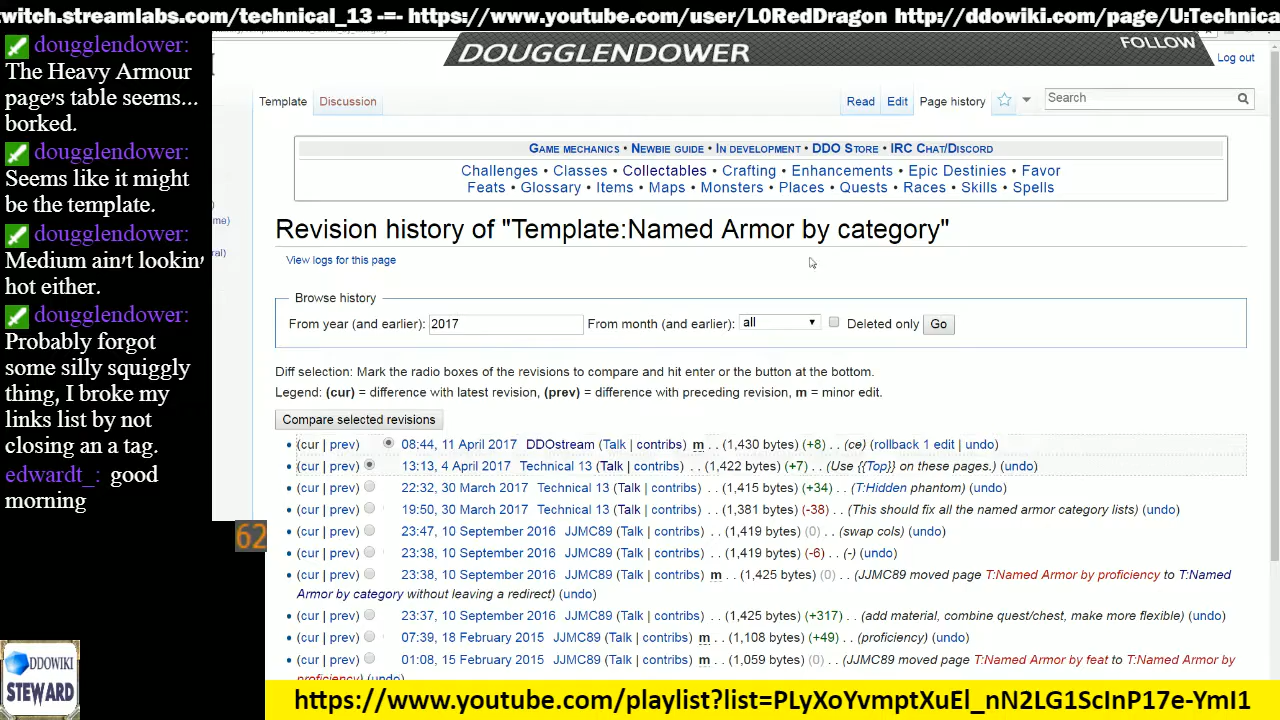 twitch.streamlabs.com/technical_13 -=- https://www.youtube.com/user/L0RedDragon http://ddowiki.com/page/U:Technica
dougglendower:
The Heavy Armour
page's table seems...
borked.
dougglendower:
Seems like it might
be the template.
dougglendower:
Medium ain't lookin'
hot either.
dougglendower:
Probably forgot
some silly squiggly
thing, I broke my
links list by not
closing an a tag.
edwardt_: good
morning
62
DDOWIKI
STEWARD
DOUGGLENDOWER
FOLLOW
Log out
Template Discussion Read Edit Page history Search
GAME MECHANICS • NEWBIE GUIDE • IN DEVELOPMENT • DDO STORE • IRC CHAT/DISCORD
Challenges • Classes • Collectables • Crafting • Enhancements • Epic Destinies • Favor
Feats • Glossary • Items • Maps • Monsters • Places • Quests • Races • Skills • Spells
Revision history of "Template:Named Armor by category"
View logs for this page
Browse history
From year (and earlier): 2017 From month (and earlier): all Deleted only Go
Diff selection: Mark the radio boxes of the revisions to compare and hit enter or the button at the bottom.
Legend: (cur) = difference with latest revision, (prev) = difference with preceding revision, m = minor edit.
Compare selected revisions
• (cur | prev) 08:44, 11 April 2017 DDOstream (Talk | contribs) m . . (1,430 bytes) (+8) . . (ce) (rollback 1 edit | undo)
• (cur | prev) 13:13, 4 April 2017 Technical 13 (Talk | contribs) . . (1,422 bytes) (+7) . . (Use {{Top}} on these pages.) (undo)
• (cur | prev) 22:32, 30 March 2017 Technical 13 (Talk | contribs) . . (1,415 bytes) (+34) . . (T:Hidden phantom) (undo)
• (cur | prev) 19:50, 30 March 2017 Technical 13 (Talk | contribs) . . (1,381 bytes) (-38) . . (This should fix all the named armor category lists) (undo)
• (cur | prev) 23:47, 10 September 2016 JJMC89 (Talk | contribs) . . (1,419 bytes) (0) . . (swap cols) (undo)
• (cur | prev) 23:38, 10 September 2016 JJMC89 (Talk | contribs) . . (1,419 bytes) (-6) . . (-) (undo)
• (cur | prev) 23:38, 10 September 2016 JJMC89 (Talk | contribs) m . . (1,425 bytes) (0) . . (JJMC89 moved page T:Named Armor by proficiency to T:Named
Armor by category without leaving a redirect) (undo)
• (cur | prev) 23:37, 10 September 2016 JJMC89 (Talk | contribs) . . (1,425 bytes) (+317) . . (add material, combine quest/chest, make more flexible) (undo)
• (cur | prev) 07:39, 18 February 2015 JJMC89 (Talk | contribs) m . . (1,108 bytes) (+49) . . (proficiency) (undo)
• (cur | prev) 01:08, 15 February 2015 JJMC89 (Talk | contribs) m . . (1,059 bytes) (0) . . (JJMC89 moved page T:Named Armor by feat to T:Named Armor by
proficiency) (undo)
https://www.youtube.com/playlist?list=PLyXoYvmptXuEl_nN2LG1ScInP17e-YmI1